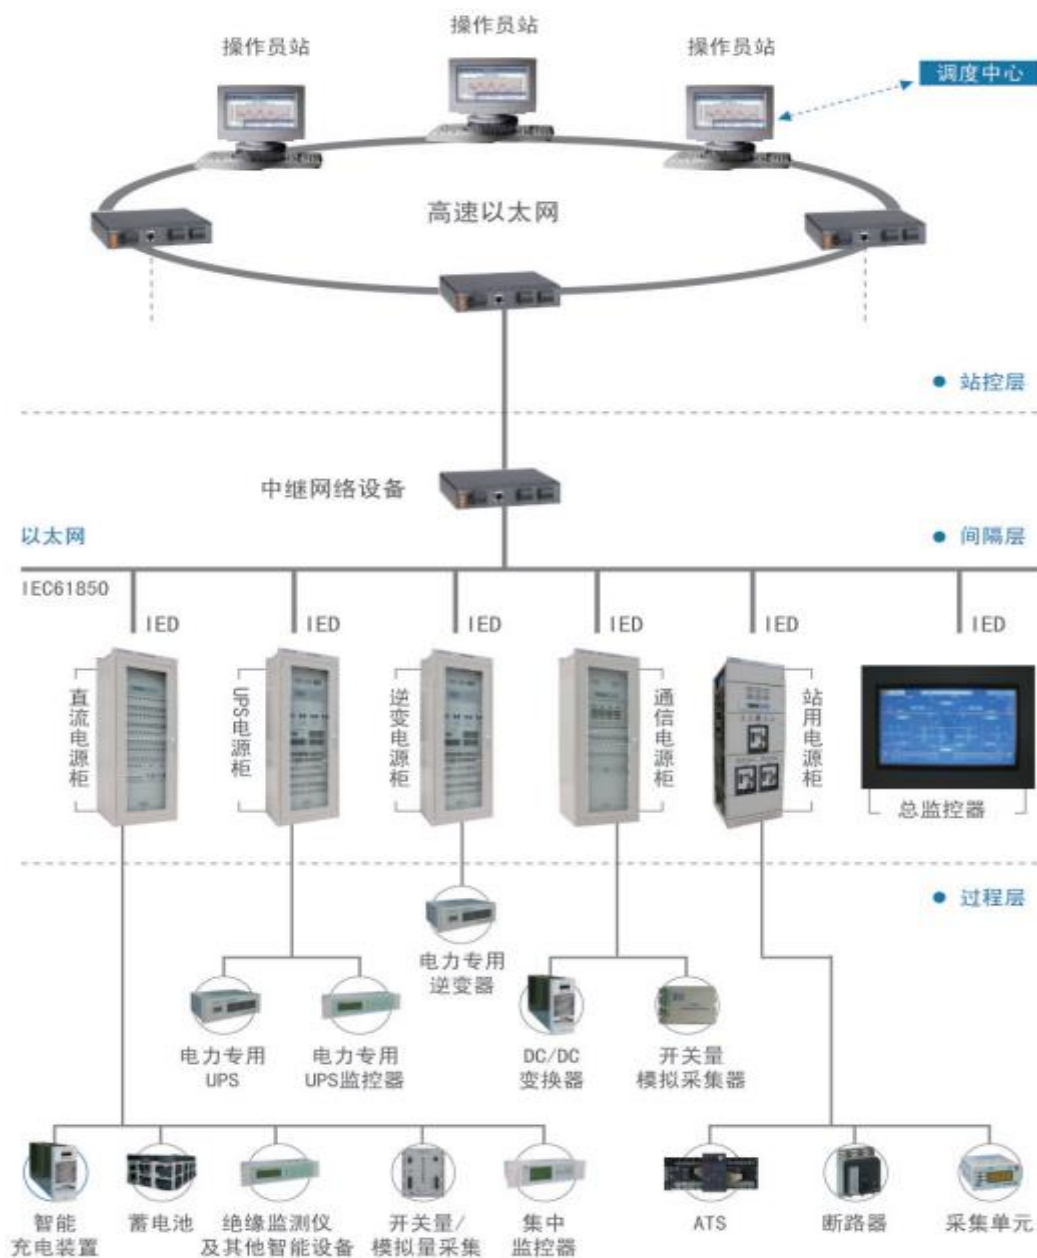 操作员站
操作员站
操作员站
调度中心
高速以太网
站控层
中继网络设备
以太网
间隔层
IEC61850
IED
IED
IED
IED
IED
IED
直流电源柜
UPS电源柜
逆变电源柜
通信电源柜
站用电源柜
总监控器
过程层
电力专用
逆变器
电力专用
UPS
电力专用
UPS监控器
DC/DC
变换器
开关量
模拟采集器
智能
充电装置
蓄电池
绝缘监测仪
及其他智能设备
开关量/
模拟量采集
集中
监控器
ATS
断路器
采集单元